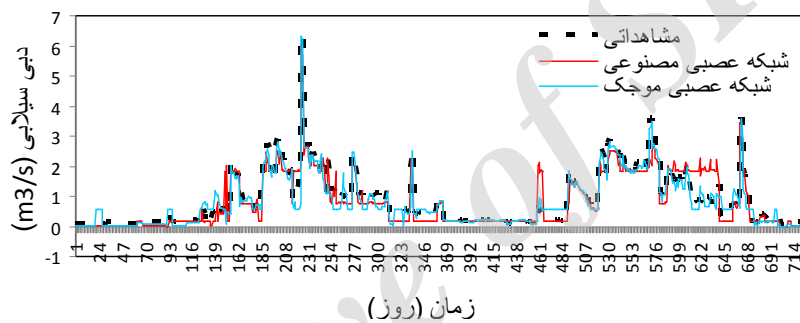 7
6
5
4
3
2
1
0
-1
دبی سیلابی (m3/s)
مشاهداتی
شبکه عصبی مصنوعی
شبکه عصبی موجک
1 24 47 70 93 116 139 162 185 208 231 254 277 300 323 346 369 392 415 438 461 484 507 530 553 576 599 622 645 668 691 714
زمان (روز)